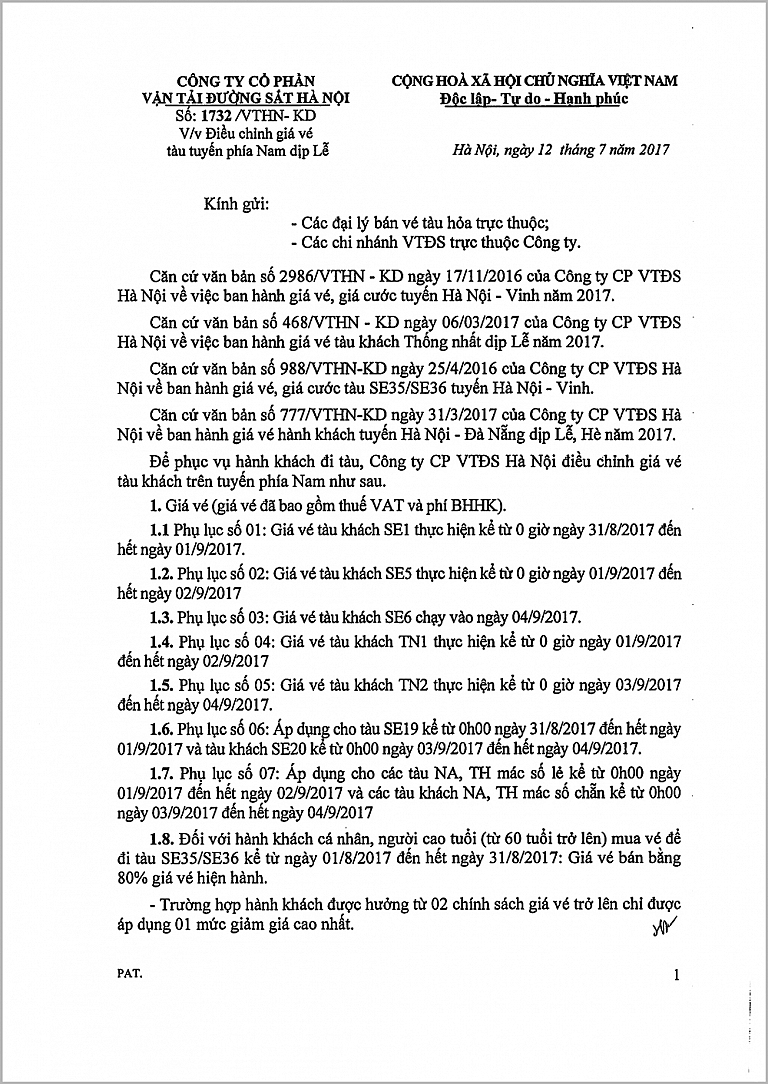 CÔNG TY CỔ PHẦN
VẬN TẢI ĐƯỜNG SẮT HÀ NỘI
Số: 1732 /VTHN- KD
V/v Điều chỉnh giá vé
tàu tuyến phía Nam dịp Lễ
CỘNG HOÀ XÃ HỘI CHỦ NGHĨA VIỆT NAM
Độc lập- Tự do - Hạnh phúc
Hà Nội, ngày 12 tháng 7 năm 2017
Kính gửi:
- Các đại lý bán vé tàu hỏa trực thuộc;
- Các chi nhánh VTĐS trực thuộc Công ty.
Căn cứ văn bản số 2986/VTHN - KD ngày 17/11/2016 của Công ty CP VTĐS
Hà Nội về việc ban hành giá vé, giá cước tuyến Hà Nội - Vinh năm 2017.
Căn cứ văn bản số 468/VTHN - KD ngày 06/03/2017 của Công ty CP VTĐS
Hà Nội về việc ban hành giá vé tàu khách Thống nhất dịp Lễ năm 2017.
Căn cứ văn bản số 988/VTHN-KD ngày 25/4/2016 của Công ty CP VTĐS Hà
Nội về ban hành giá vé, giá cước tàu SE35/SE36 tuyến Hà Nội - Vinh.
Căn cứ văn bản số 777/VTHN-KD ngày 31/3/2017 của Công ty CP VTĐS Hà
Nội về ban hành giá vé hành khách tuyến Hà Nội - Đà Nẵng dịp Lễ, Hè năm 2017.
Để phục vụ hành khách đi tàu, Công ty CP VTĐS Hà Nội điều chỉnh giá vé
tàu khách trên tuyến phía Nam như sau.
1. Giá vé (giá vé đã bao gồm thuế VAT và phí BHHK).
1.1 Phụ lục số 01: Giá vé tàu khách SE1 thực hiện kể từ 0 giờ ngày 31/8/2017 đến
hết ngày 01/9/2017.
1.2. Phụ lục số 02: Giá vé tàu khách SE5 thực hiện kể từ 0 giờ ngày 01/9/2017 đến
hết ngày 02/9/2017
1.3. Phụ lục số 03: Giá vé tàu khách SE6 chạy vào ngày 04/9/2017.
1.4. Phụ lục số 04: Giá vé tàu khách TN1 thực hiện kể từ 0 giờ ngày 01/9/2017
đến hết ngày 02/9/2017
1.5. Phụ lục số 05: Giá vé tàu khách TN2 thực hiện kể từ 0 giờ ngày 03/9/2017
đến hết ngày 04/9/2017.
1.6. Phụ lục số 06: Áp dụng cho tàu SE19 kể từ 0h00 ngày 31/8/2017 đến hết ngày
01/9/2017 và tàu khách SE20 kể từ 0h00 ngày 03/9/2017 đến hết ngày 04/9/2017.
1.7. Phụ lục số 07: Áp dụng cho các tàu NA, TH mác số lẻ kể từ 0h00 ngày
01/9/2017 đến hết ngày 02/9/2017 và các tàu khách NA, TH mác số chẵn kể từ 0h00
ngày 03/9/2017 đến hết ngày 04/9/2017
1.8. Đối với hành khách cá nhân, người cao tuổi (từ 60 tuổi trở lên) mua vé để
đi tàu SE35/SE36 kể từ ngày 01/8/2017 đến hết ngày 31/8/2017: Giá vé bán bằng
80% giá vé hiện hành.
- Trường hợp hành khách được hưởng từ 02 chính sách giá vé trở lên chỉ được
áp dụng 01 mức giảm giá cao nhất.
PAT.
1